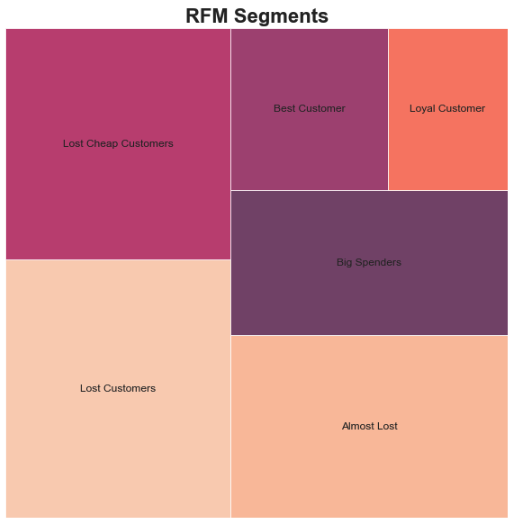 RFM Segments
Best Customer
Loyal Customer
Lost Cheap Customers
Big Spenders
Lost Customers
Almost Lost